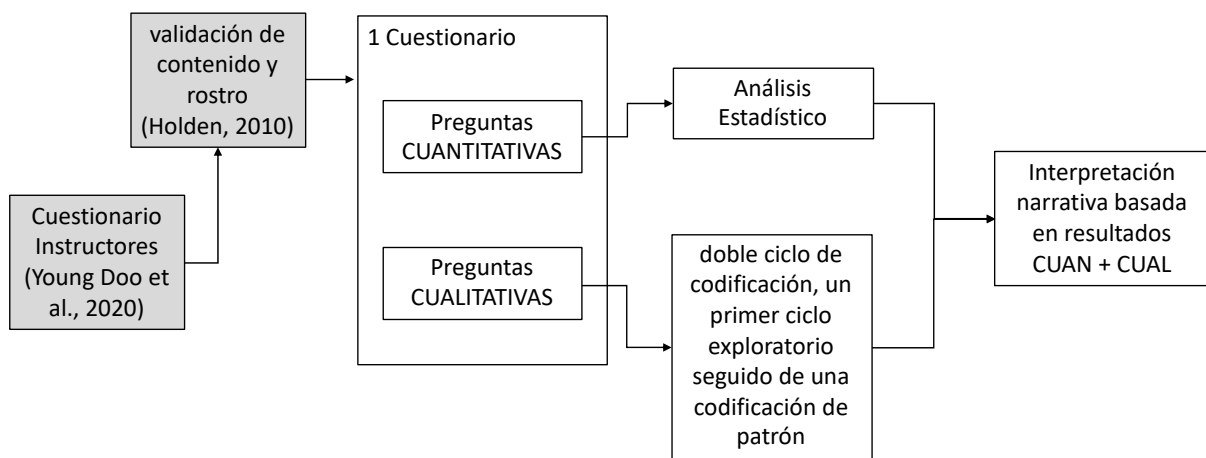 validación de
contenido y
rostro
(Holden, 2010)
Cuestionario
Instructores
(Young Doo et
al., 2020)
1 Cuestionario
Preguntas
CUANTITATIVAS
Preguntas
CUALITATIVAS
Análisis
Estadístico
doble ciclo de
codificación, un
primer ciclo
exploratorio
seguido de una
codificación de
patrón
Interpretación
narrativa basada
en resultados
CUAN + CUAL